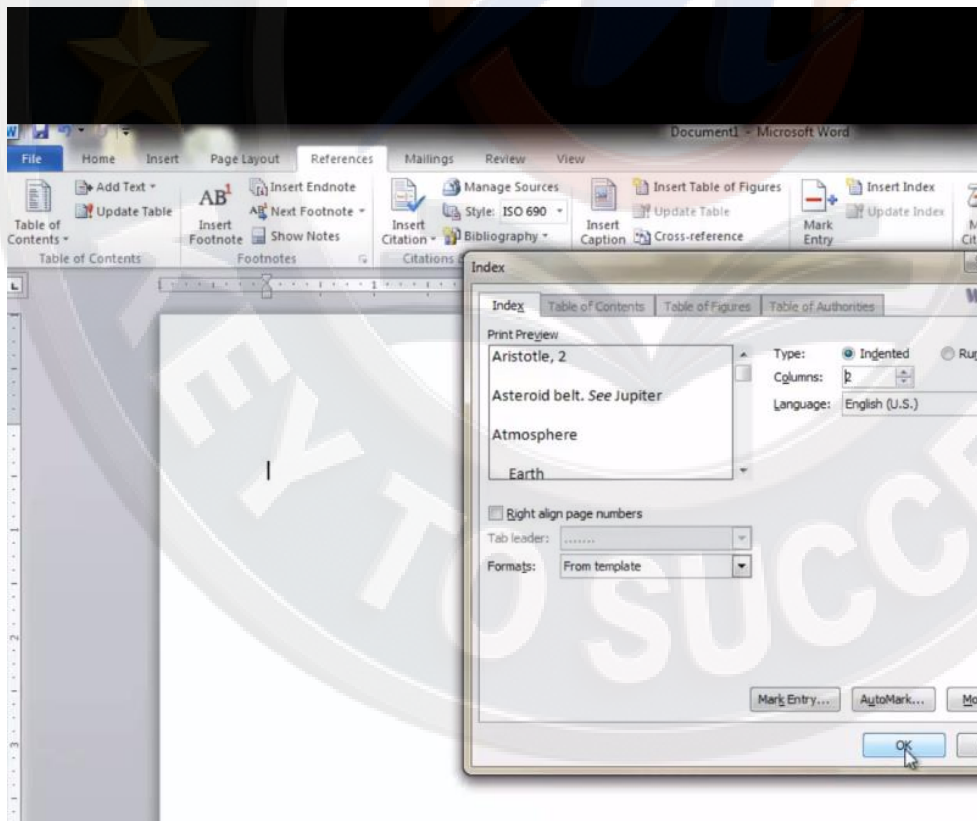 Document1 - Microsoft Word
File Home Insert Page Layout References Mailings Review View
Table of Contents
Add Text
Update Table
Table of Contents
AB1
Insert Footnote
Insert Endnote
Next Footnote
Show Notes
Footnotes
Insert Citation
Manage Sources
Style: ISO 690
Bibliography
Citations
Insert Caption
Insert Table of Figures
Update Table
Cross-reference
Mark Entry
Insert Index
Update Index
Index
Index Table of Contents Table of Figures Table of Authorities
Print Preview
Aristotle, 2
Asteroid belt. See Jupiter
Atmosphere
Earth
Type: Indented
Columns: 2
Language: English (U.S.)
Right align page numbers
Tab leader: .......
Formats: From template
Mark Entry... AutoMark...
OK
TO